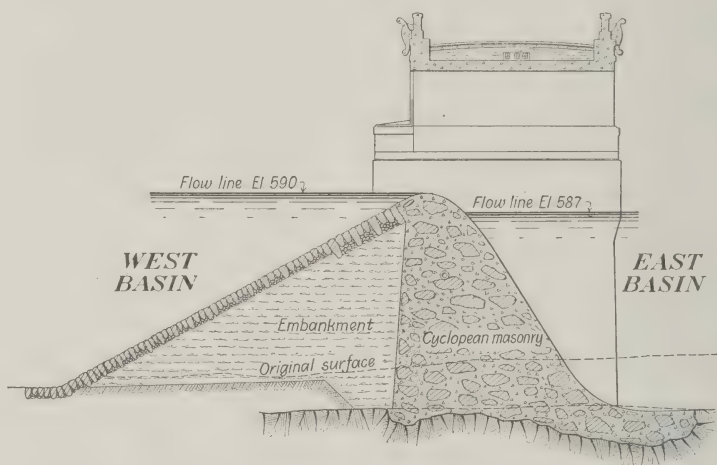 Flow line El 590
Flow line El 587
WEST
BASIN
EAST
BASIN
Embankment
Cyclopean masonry
Original surface